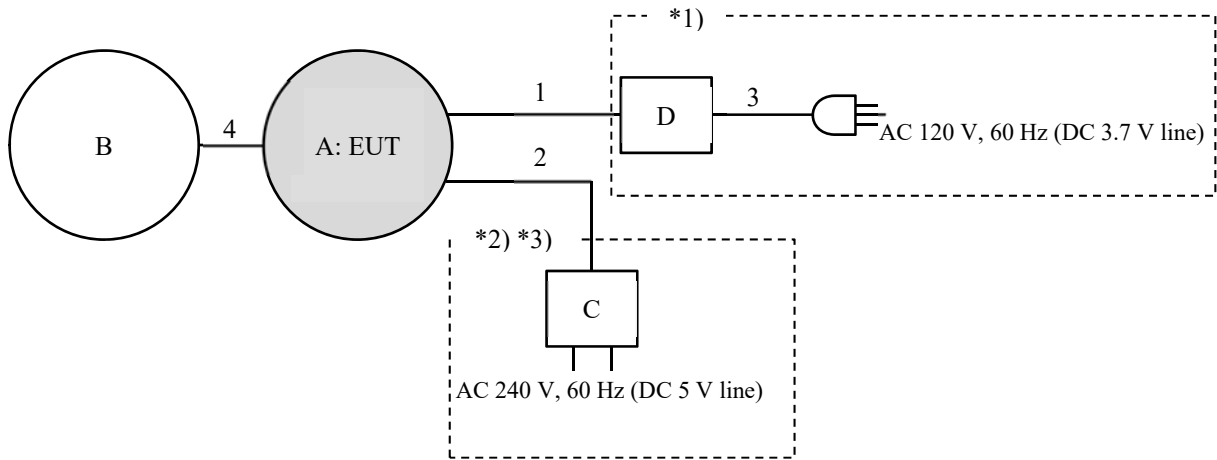 *1)
1
D
3
AC 120 V, 60 Hz (DC 3.7 V line)
B
4
A: EUT
2
*2) *3)
C
AC 240 V, 60 Hz (DC 5 V line)